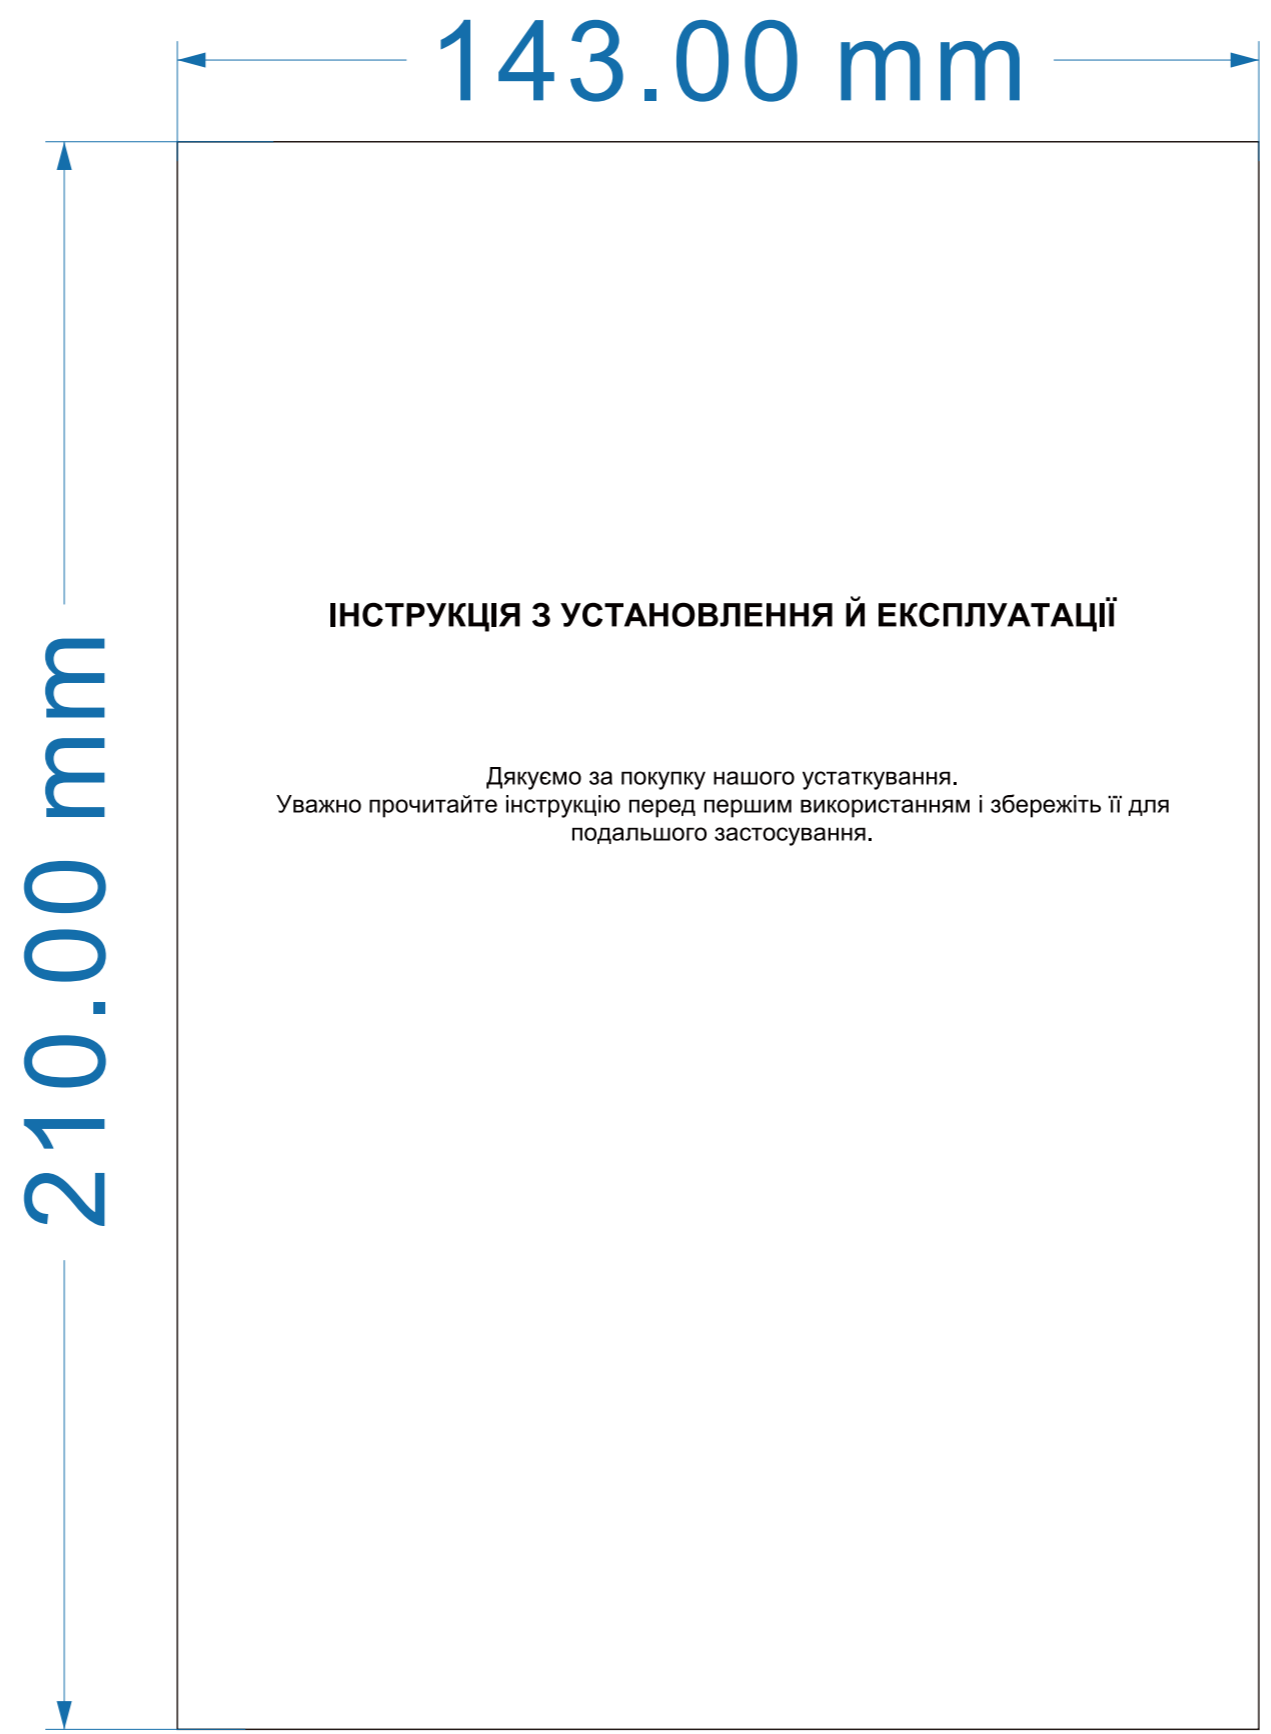 143.00 mm
210.00 mm
ІНСТРУКЦІЯ З УСТАНОВЛЕННЯ Й ЕКСПЛУАТАЦІЇ
Дякуємо за покупку нашого устаткування.
Уважно прочитайте інструкцію перед першим використанням і збережіть її для
подальшого застосування.